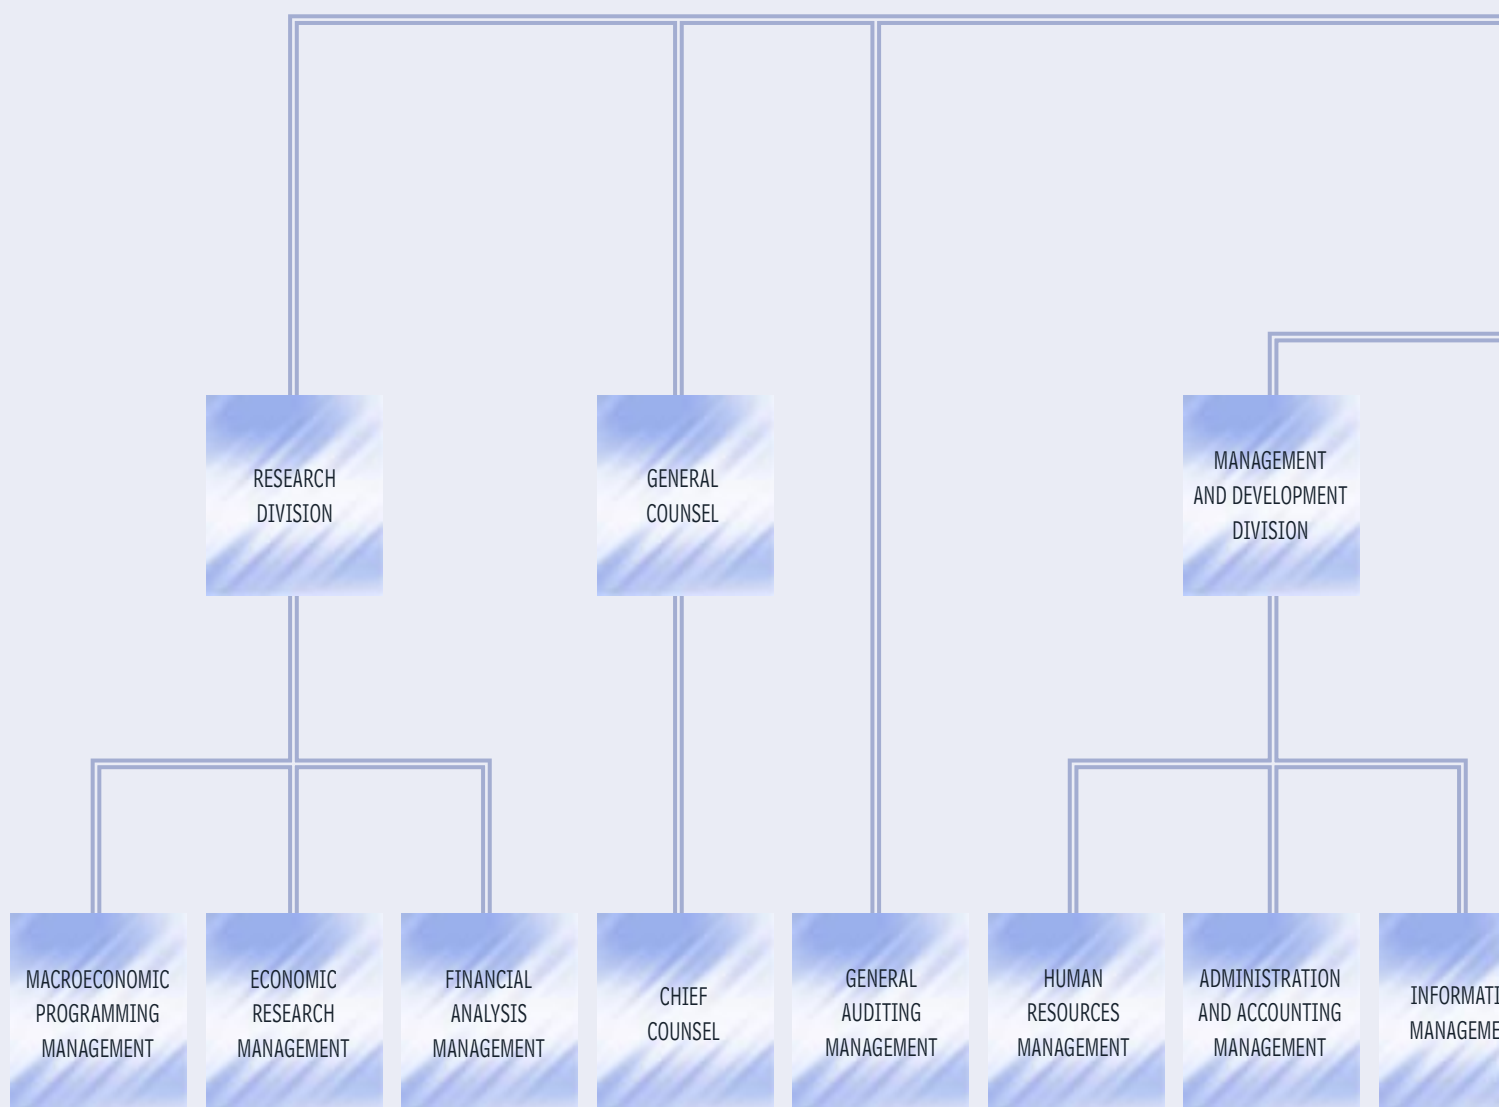 RESEARCH
DIVISION
GENERAL
COUNSEL
MANAGEMENT
AND DEVELOPMENT
DIVISION
MACROECONOMIC
PROGRAMMING
MANAGEMENT
ECONOMIC
RESEARCH
MANAGEMENT
FINANCIAL
ANALYSIS
MANAGEMENT
CHIEF
COUNSEL
GENERAL
AUDITING
MANAGEMENT
HUMAN
RESOURCES
MANAGEMENT
ADMINISTRATION
AND ACCOUNTING
MANAGEMENT